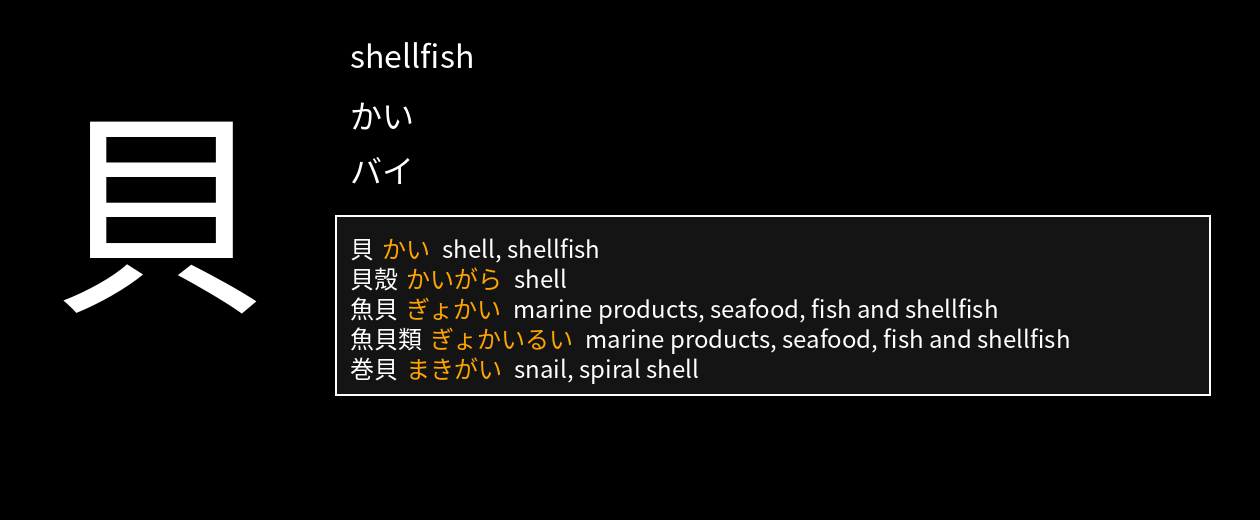 貝
shellfish
かい
バイ
貝 かい shell, shellfish
貝殻 かいがら shell
魚貝 ぎょかい marine products, seafood, fish and shellfish
魚貝類 ぎょかいるい marine products, seafood, fish and shellfish
巻貝 まきがい snail, spiral shell